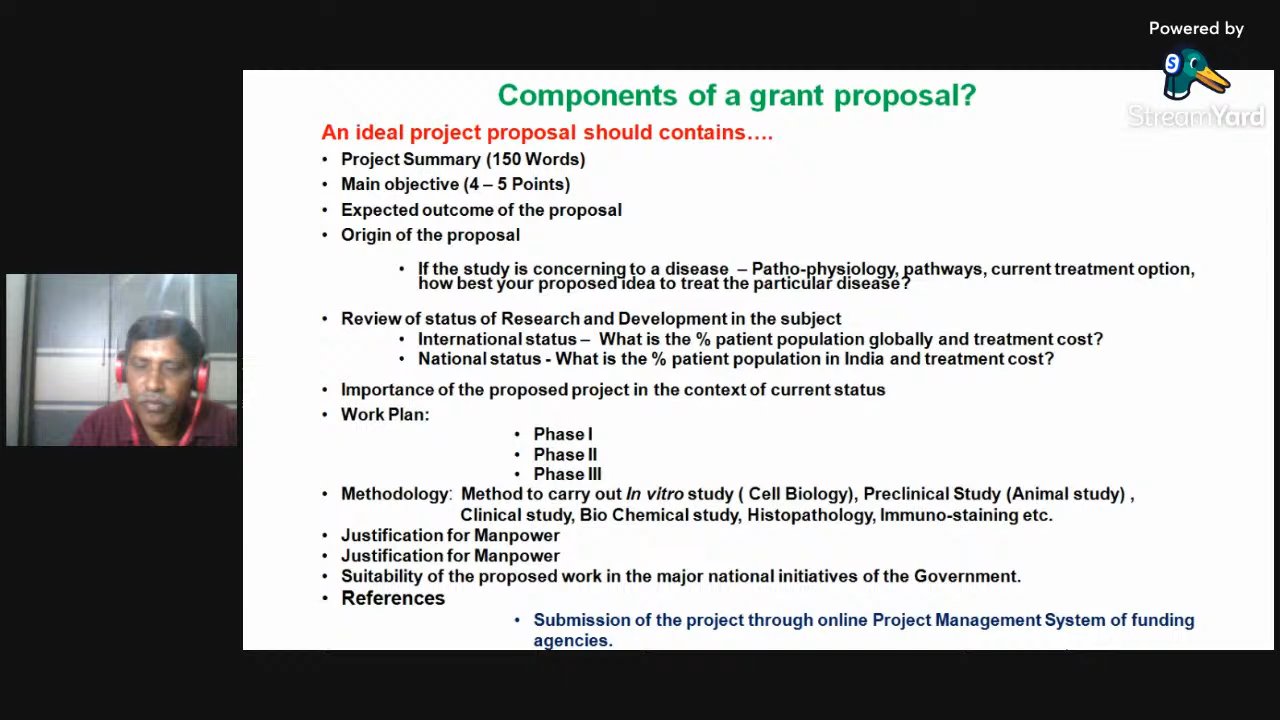 Powered by
S
StreamYard
Components of a grant proposal?
An ideal project proposal should contains….
• Project Summary (150 Words)
• Main objective (4 – 5 Points)
• Expected outcome of the proposal
• Origin of the proposal
• If the study is concerning to a disease – Patho-physiology, pathways, current treatment option,
how best your proposed idea to treat the particular disease?
• Review of status of Research and Development in the subject
• International status – What is the % patient population globally and treatment cost?
• National status - What is the % patient population in India and treatment cost?
• Importance of the proposed project in the context of current status
• Work Plan:
• Phase I
• Phase II
• Phase III
• Methodology: Method to carry out In vitro study ( Cell Biology), Preclinical Study (Animal study) ,
Clinical study, Bio Chemical study, Histopathology, Immuno-staining etc.
• Justification for Manpower
• Justification for Manpower
• Suitability of the proposed work in the major national initiatives of the Government.
• References
• Submission of the project through online Project Management System of funding
agencies.